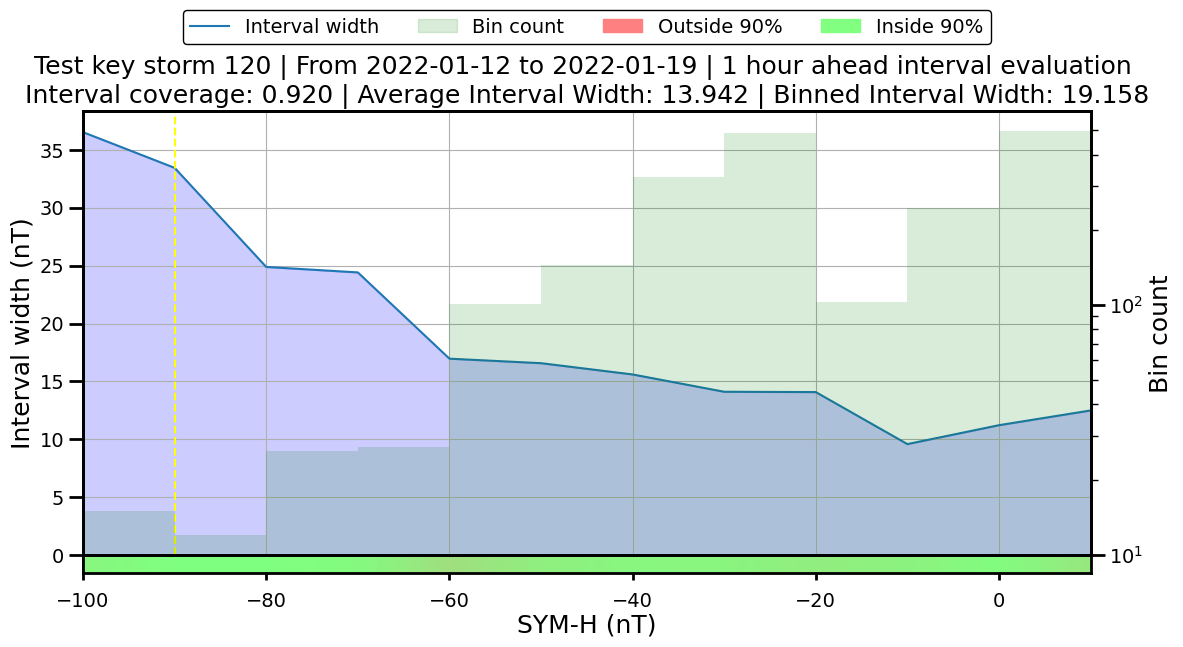 Interval width Bin count Outside 90% Inside 90%
Test key storm 120 | From 2022-01-12 to 2022-01-19 | 1 hour ahead interval evaluation
Interval coverage: 0.920 | Average Interval Width: 13.942 | Binned Interval Width: 19.158
Interval width (nT)
35
30
25
20
15
10
5
0
Bin count
10²
10¹
−100 −80 −60 −40 −20 0
SYM-H (nT)